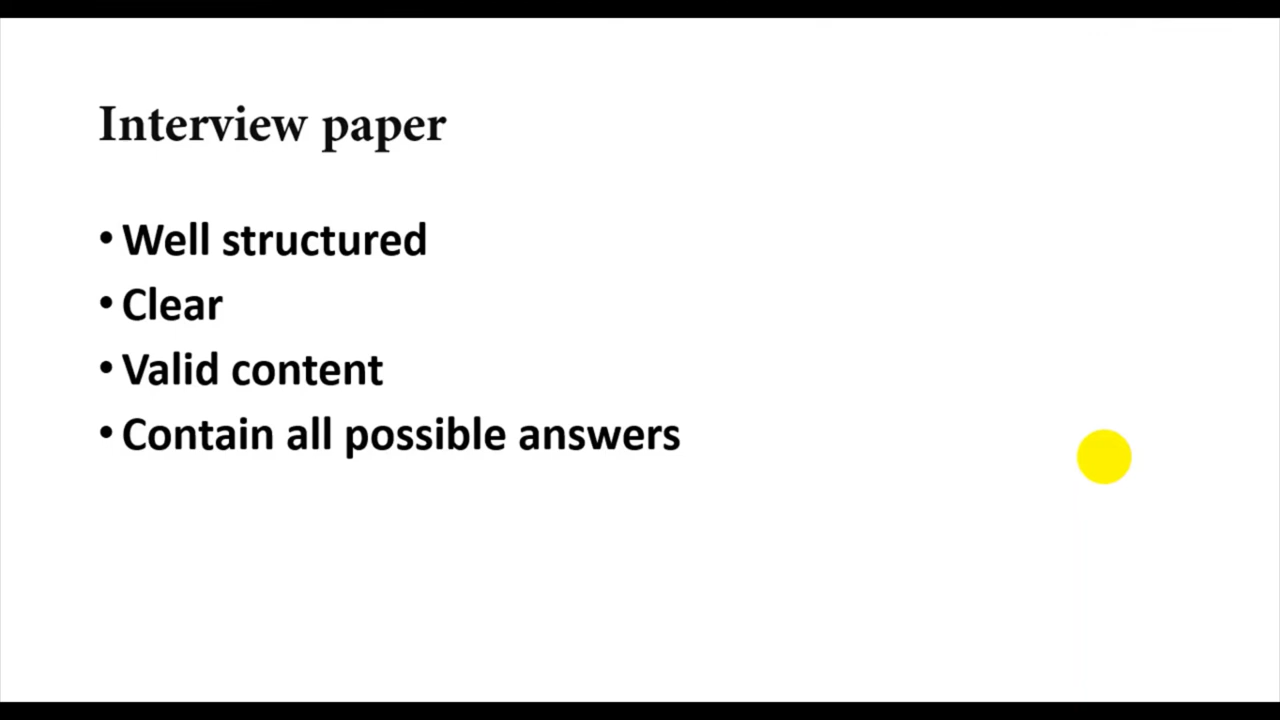 Interview paper
• Well structured
• Clear
• Valid content
• Contain all possible answers